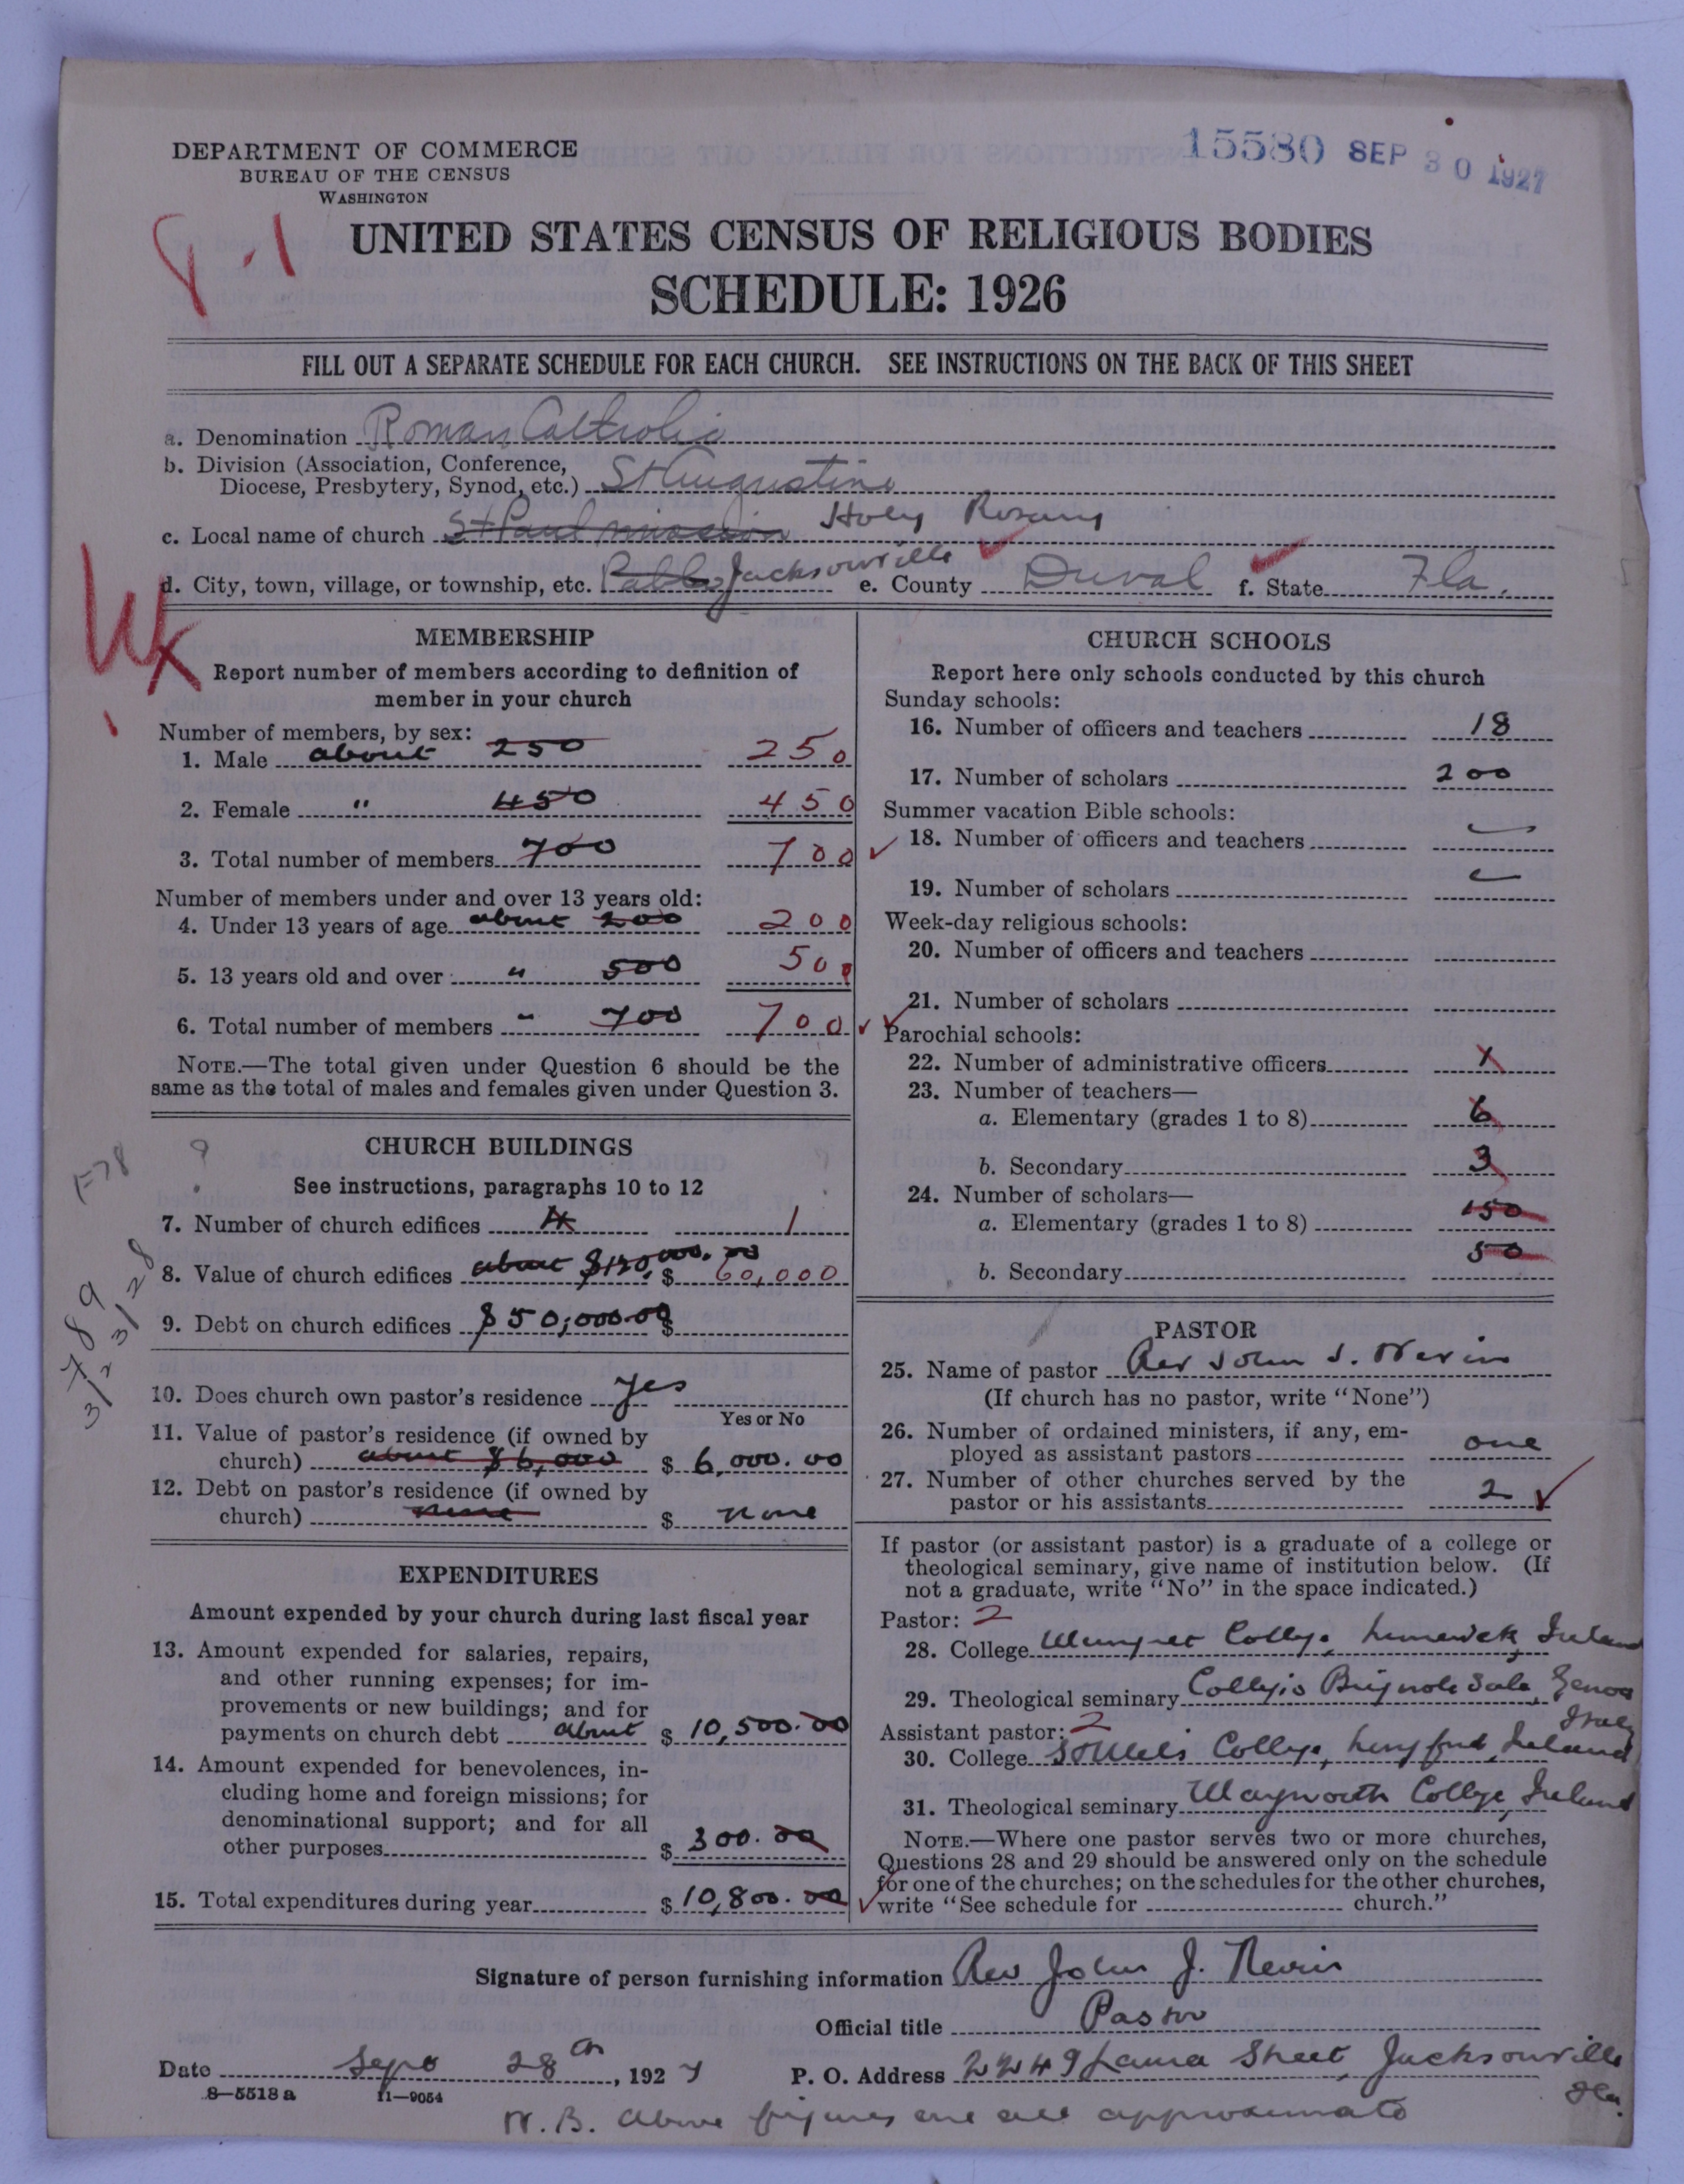 DEPARTMENT OF COMMERCE
BUREAU OF THE CENSUS
WASHINGTON
15580 SEP 30 1927
UNITED STATES CENSUS OF RELIGIOUS BODIES
SCHEDULE: 1926
FILL OUT A SEPARATE SCHEDULE FOR EACH CHURCH. SEE INSTRUCTIONS ON THE BACK OF THIS SHEET
a. Denomination Roman Catholic
b. Division (Association, Conference,
Diocese, Presbytery, Synod, etc.) St Augustine
c. Local name of church St Paul mission Holy Rosary
d. City, town, village, or township, etc. Pablo Jacksonville e. County Duval f. State Fla.
MEMBERSHIP
Report number of members according to definition of
member in your church
Number of members, by sex:
1. Male about 250 250
2. Female " 450 450
3. Total number of members 700 700
Number of members under and over 13 years old:
4. Under 13 years of age about 200 200
5. 13 years old and over " 500 500
6. Total number of members " 700 700
NOTE.—The total given under Question 6 should be the
same as the total of males and females given under Question 3.
CHURCH BUILDINGS
See instructions, paragraphs 10 to 12
7. Number of church edifices 4 1
8. Value of church edifices about $150,000.00 $ 60,000
9. Debt on church edifices $50,000.00 $
10. Does church own pastor's residence Yes
Yes or No
11. Value of pastor's residence (if owned by
church) about $6,000 $ 6,000.00
12. Debt on pastor's residence (if owned by
church) none $ none
789
3/23/28
EXPENDITURES
Amount expended by your church during last fiscal year
13. Amount expended for salaries, repairs,
and other running expenses; for im-
provements or new buildings; and for
payments on church debt about $ 10,500.00
14. Amount expended for benevolences, in-
cluding home and foreign missions; for
denominational support; and for all
other purposes $ 300.00
15. Total expenditures during year $ 10,800.00
CHURCH SCHOOLS
Report here only schools conducted by this church
Sunday schools:
16. Number of officers and teachers 18
17. Number of scholars 200
Summer vacation Bible schools:
18. Number of officers and teachers
19. Number of scholars
Week-day religious schools:
20. Number of officers and teachers
21. Number of scholars
Parochial schools:
22. Number of administrative officers 1
23. Number of teachers—
a. Elementary (grades 1 to 8) 6
b. Secondary 3
24. Number of scholars—
a. Elementary (grades 1 to 8) 150
b. Secondary 50
PASTOR
25. Name of pastor Rev John J. Nevin
(If church has no pastor, write "None")
26. Number of ordained ministers, if any, em-
ployed as assistant pastors one
27. Number of other churches served by the
pastor or his assistants 2
If pastor (or assistant pastor) is a graduate of a college or
theological seminary, give name of institution below. (If
not a graduate, write "No" in the space indicated.)
Pastor: 2
28. College Mungret College, Limerick, Ireland
29. Theological seminary Collegio Brignole Sale, Genoa Italy
Assistant pastor: 2
30. College St Mels College, Longford, Ireland
31. Theological seminary Maynooth College, Ireland
NOTE.—Where one pastor serves two or more churches,
Questions 28 and 29 should be answered only on the schedule
for one of the churches; on the schedules for the other churches,
write "See schedule for church."
Signature of person furnishing information Rev John J. Nevin
Official title Pastor
Date Sept 28th, 1927 P. O. Address 2249 Laura Street, Jacksonville Fla.
8—5518 a 11—9054
N.B. Above figures are all approximate